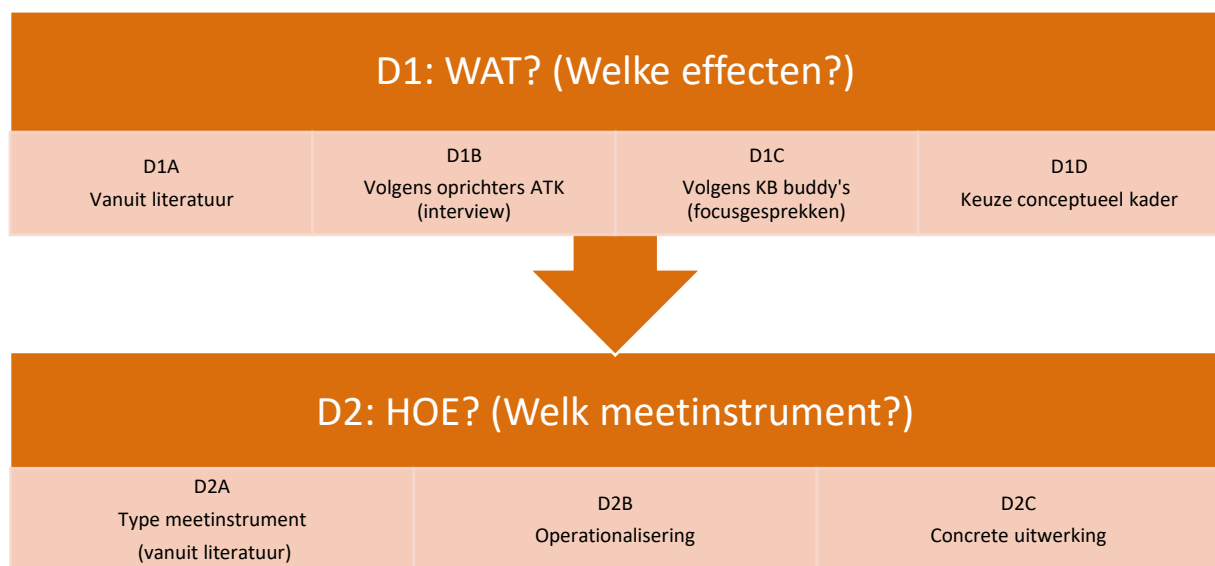 D1: WAT? (Welke effecten?)
D1A
Vanuit literatuur
D1B
Volgens oprichters ATK
(interview)
D1C
Volgens KB buddy's
(focusgesprekken)
D1D
Keuze conceptueel kader
D2: HOE? (Welk meetinstrument?)
D2A
Type meetinstrument
(vanuit literatuur)
D2B
Operationalisering
D2C
Concrete uitwerking